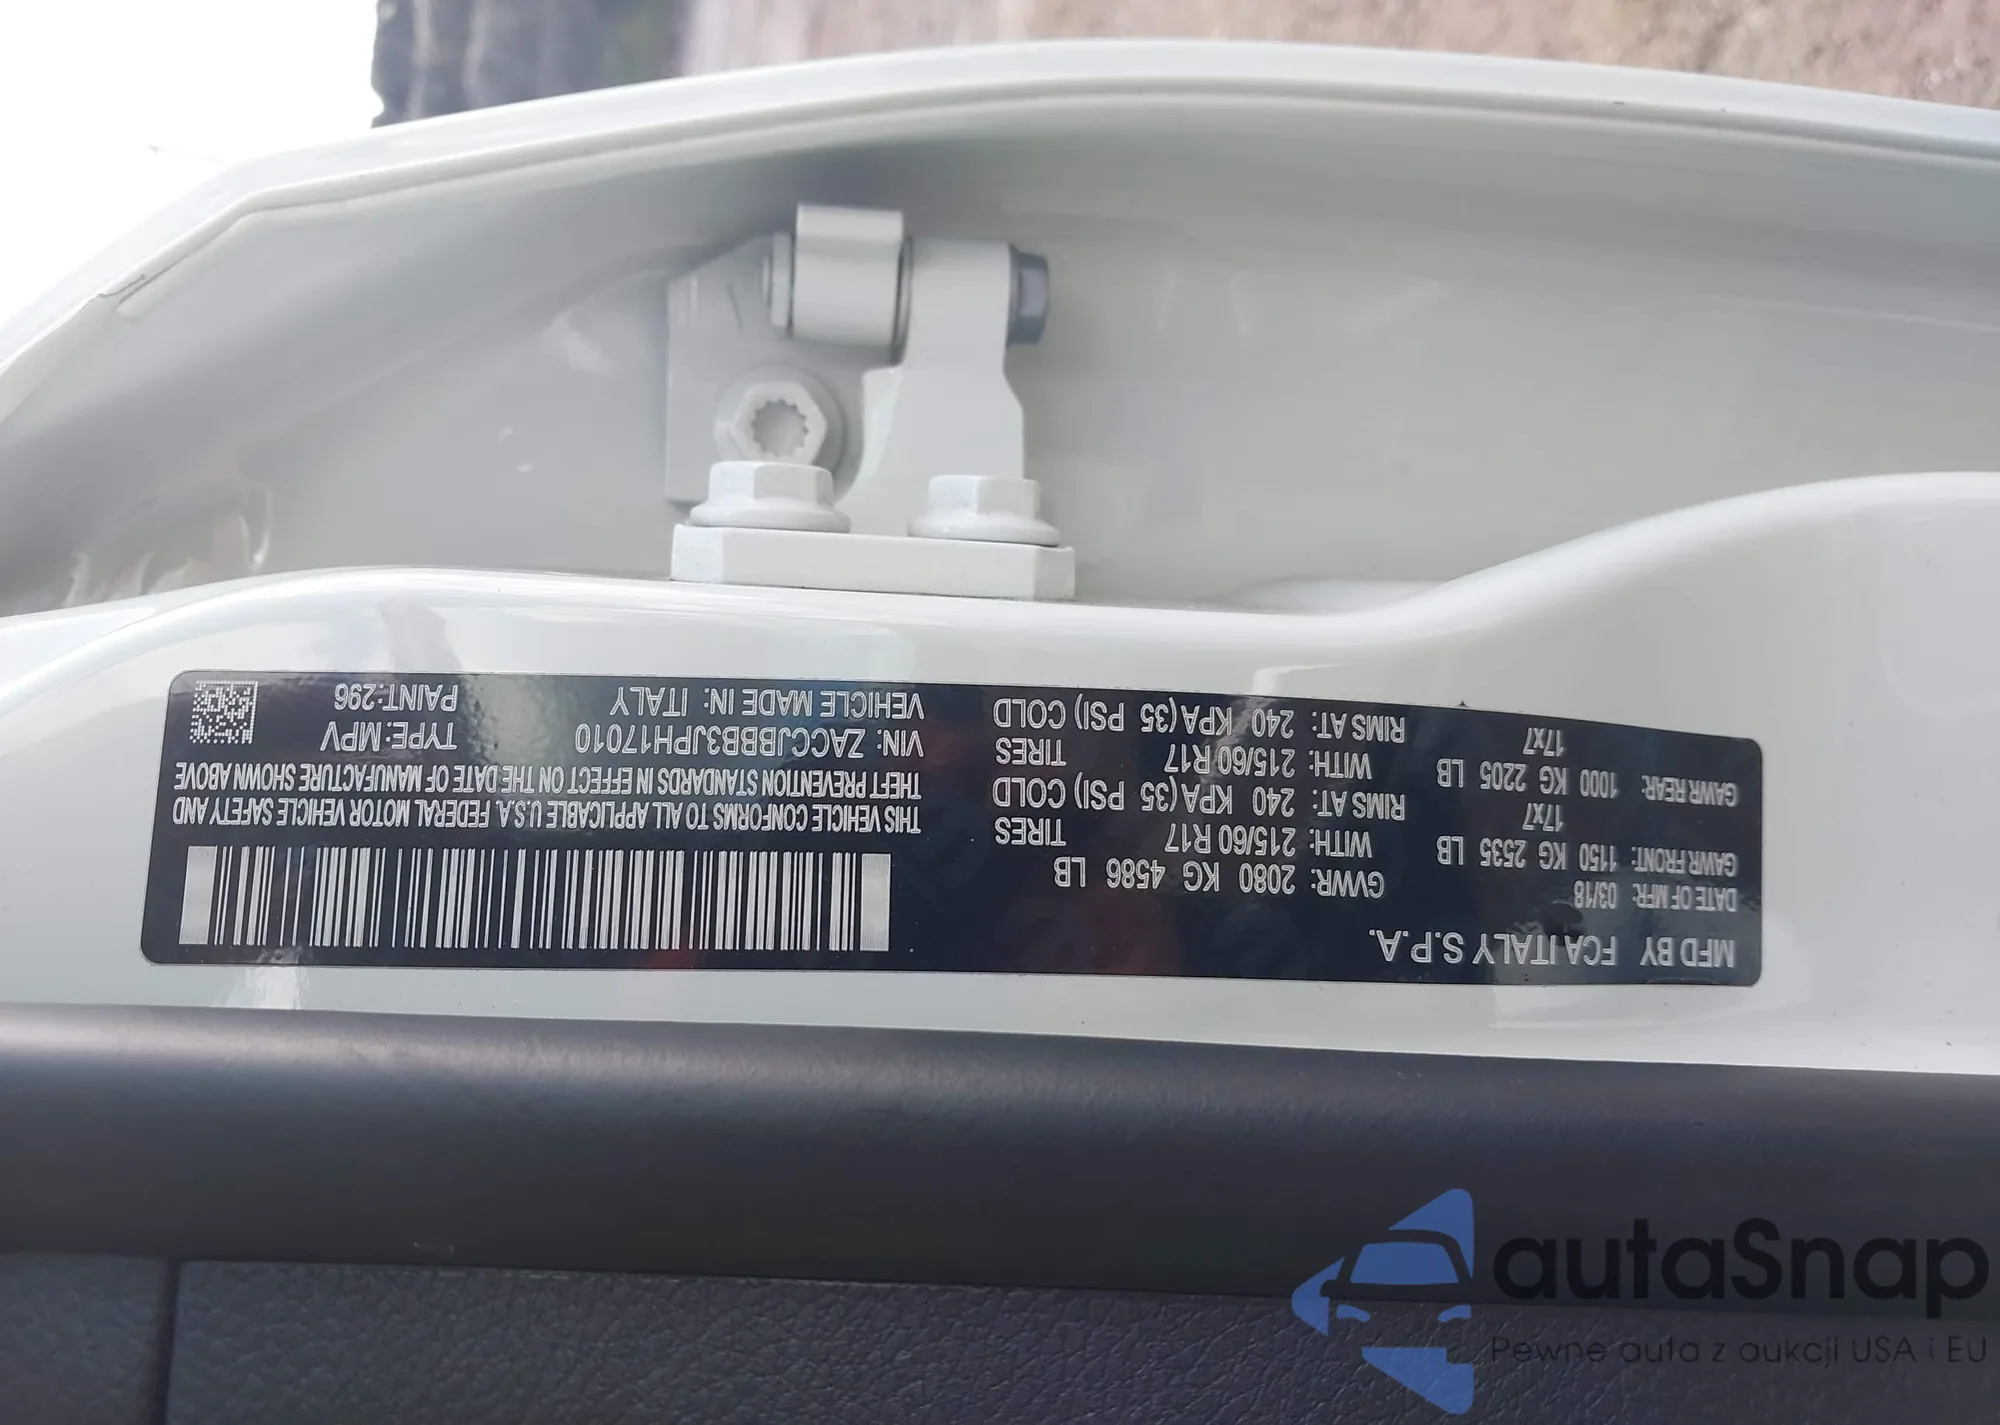 MFD BY FCA ITALY S.P.A.
DATE OF MFR: 03/18 GVWR: 2080 KG 4586 LB
GAWR FRONT: 1150 KG 2535 LB WITH: 215/60 R17 TIRES
17x7 RIMS AT: 240 KPA(35 PSI) COLD
GAWR REAR: 1000 KG 2205 LB WITH: 215/60 R17 TIRES
17x7 RIMS AT: 240 KPA(35 PSI) COLD
THIS VEHICLE CONFORMS TO ALL APPLICABLE U.S.A. FEDERAL MOTOR VEHICLE SAFETY AND
THEFT PREVENTION STANDARDS IN EFFECT ON THE DATE OF MANUFACTURE SHOWN ABOVE
VIN: ZACCJBBB3JPH17010 TYPE: MPV
VEHICLE MADE IN: ITALY PAINT:296
autaSnap
Pewne auta z aukcji USA i EU